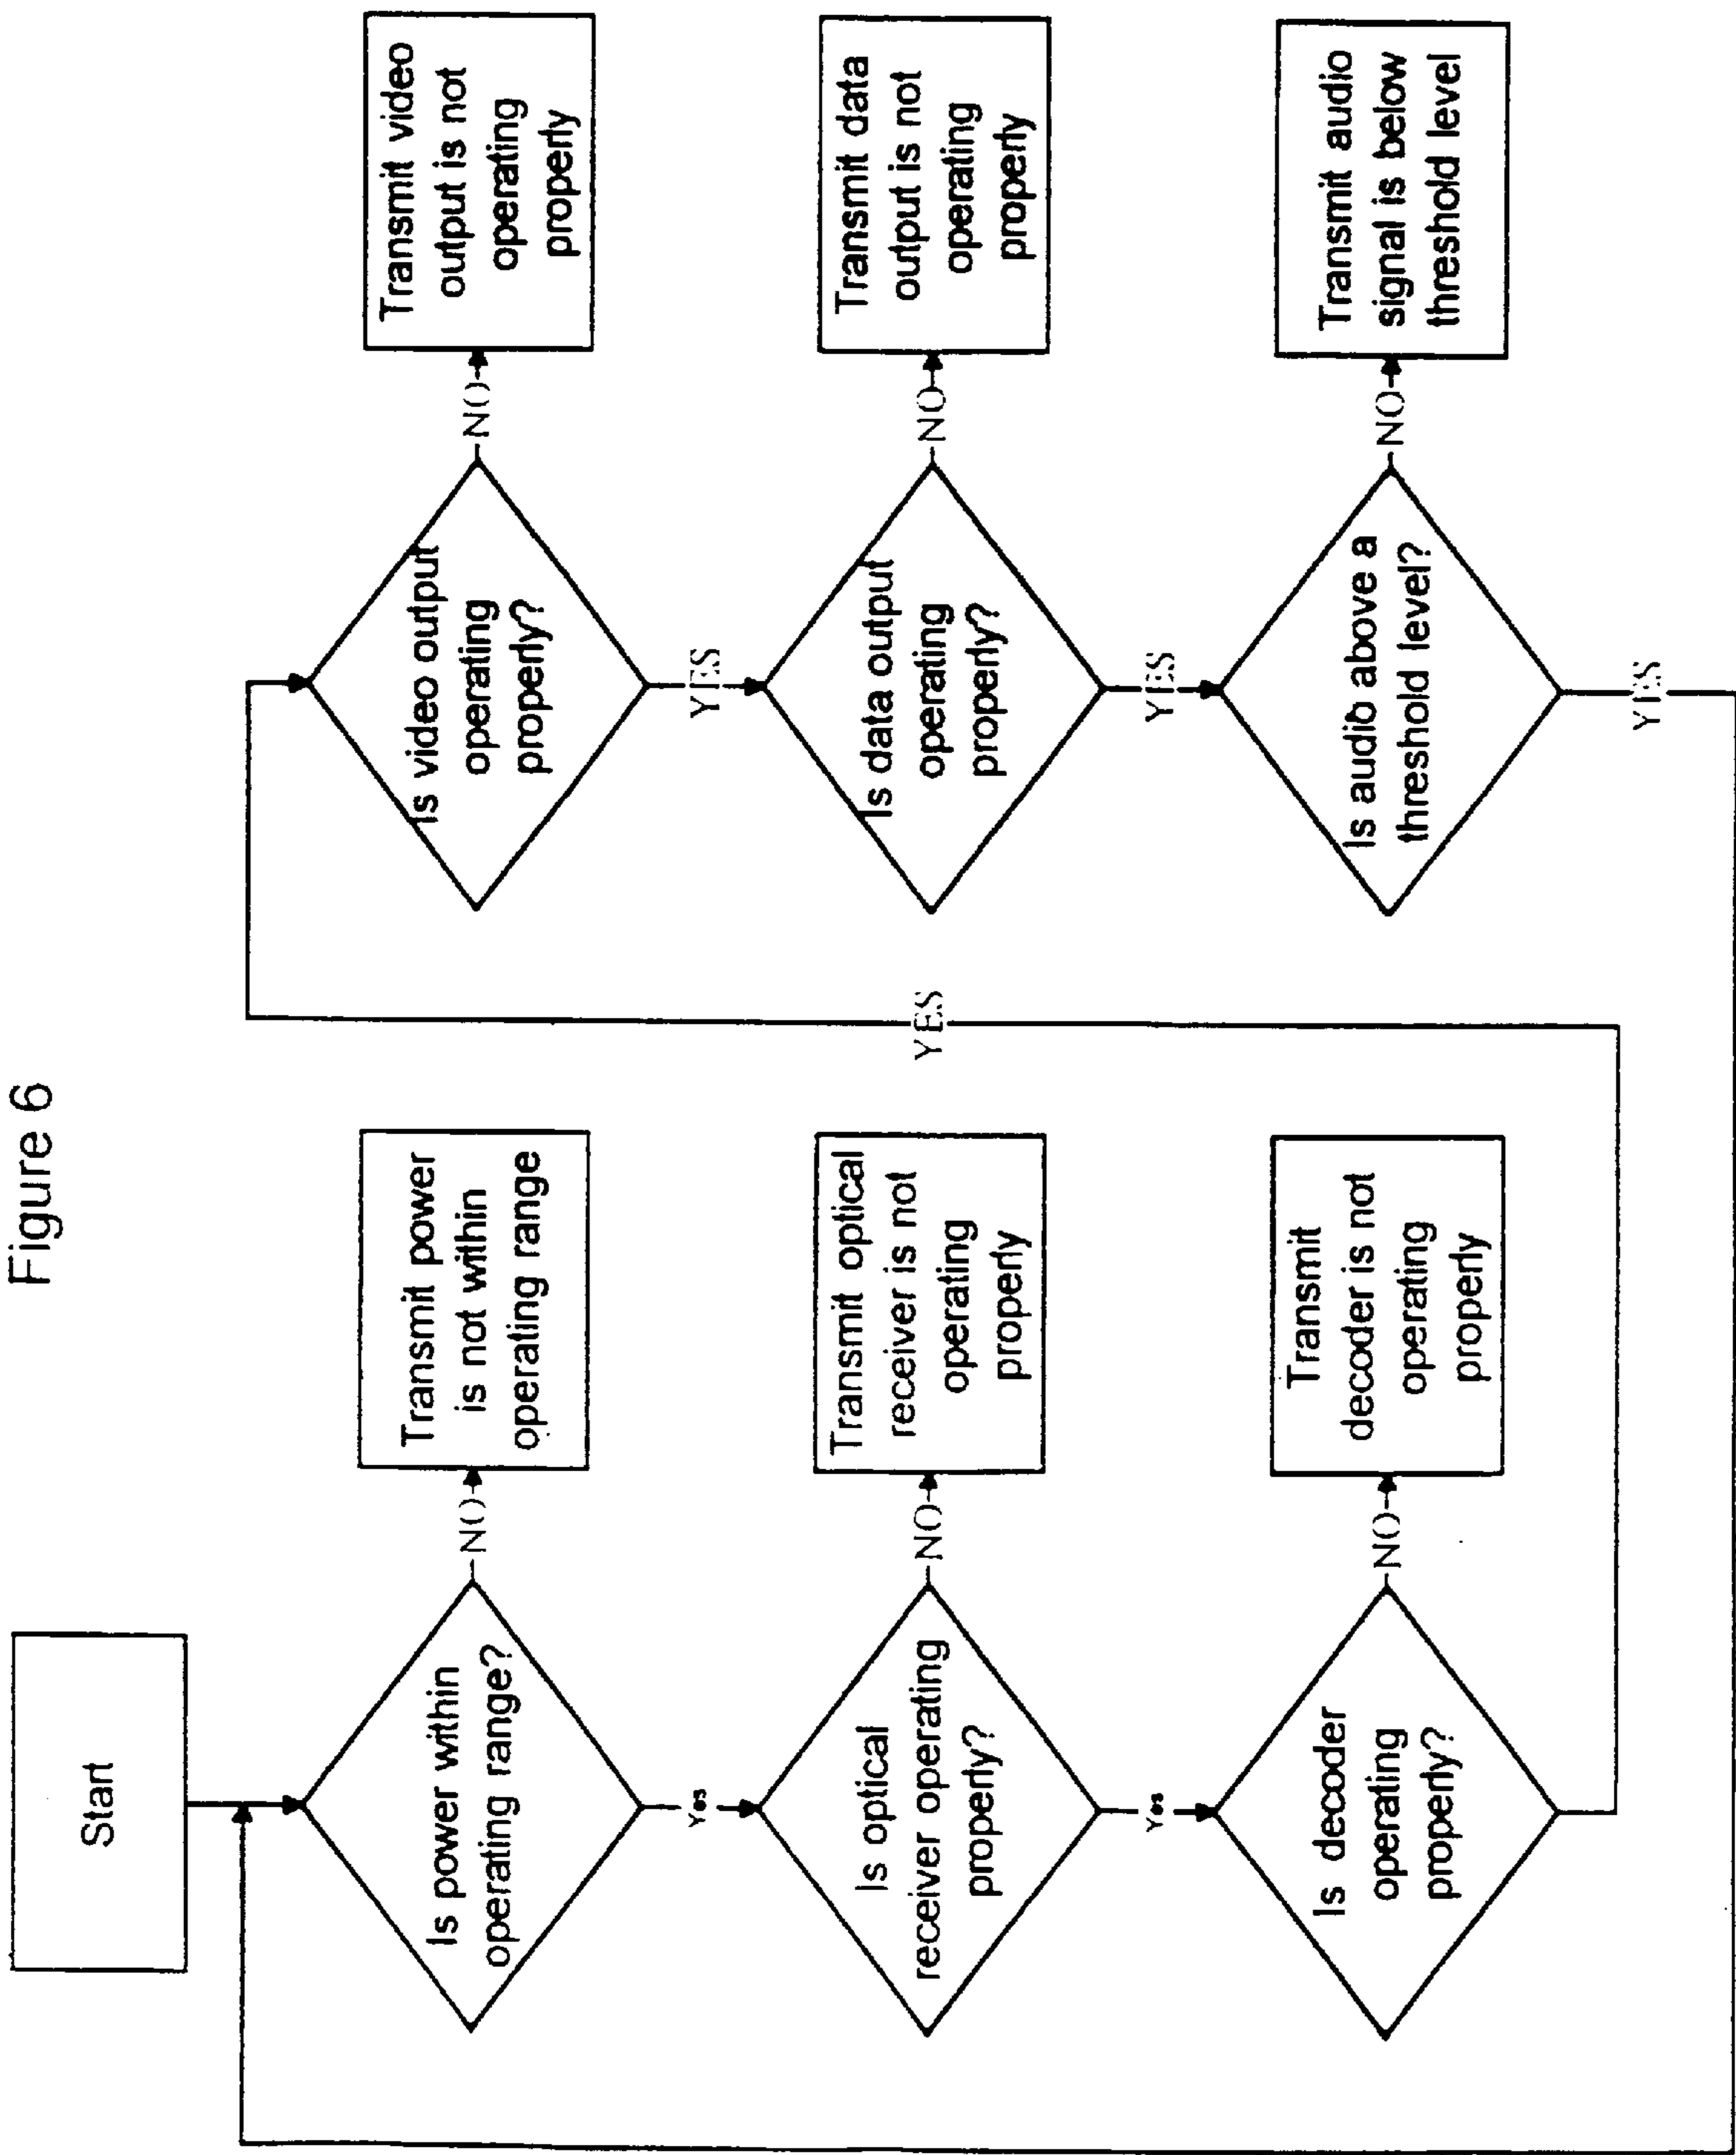 Figure 6
Start
Is power within
operating range?
NO
Transmit power
is not within
operating range
Yes
Is optical
receiver operating
properly?
NO
Transmit optical
receiver is not
operating
properly
Yes
Is decoder
operating
properly?
NO
Transmit
decoder is not
operating
properly
YES
Is video output
operating
properly?
NO
Transmit video
output is not
operating
properly
YES
Is data output
operating
properly?
NO
Transmit data
output is not
operating
properly
YES
Is audio above a
threshold level?
NO
Transmit audio
signal is below
threshold level
YES